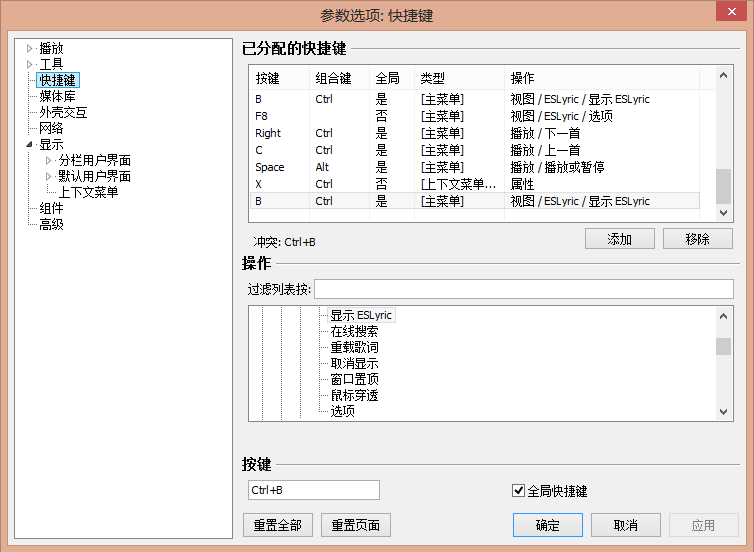 参数选项: 快捷键
播放
工具
快捷键
媒体库
外壳交互
网络
显示
分栏用户界面
默认用户界面
上下文菜单
组件
高级
已分配的快捷键
按键 组合键 全局 类型 操作
B Ctrl 是 [主菜单] 视图 / ESLyric / 显示 ESLyric
F8 否 [主菜单] 视图 / ESLyric / 选项
Right Ctrl 是 [主菜单] 播放 / 下一首
C Ctrl 是 [主菜单] 播放 / 上一首
Space Alt 是 [主菜单] 播放 / 播放或暂停
X Ctrl 否 [上下文菜单... 属性
B Ctrl 是 [主菜单] 视图 / ESLyric / 显示 ESLyric
冲突: Ctrl+B
添加 移除
操作
过滤列表按:
显示 ESLyric
在线搜索
重载歌词
取消显示
窗口置顶
鼠标穿透
选项
按键
Ctrl+B 全局快捷键
重置全部 重置页面 确定 取消 应用